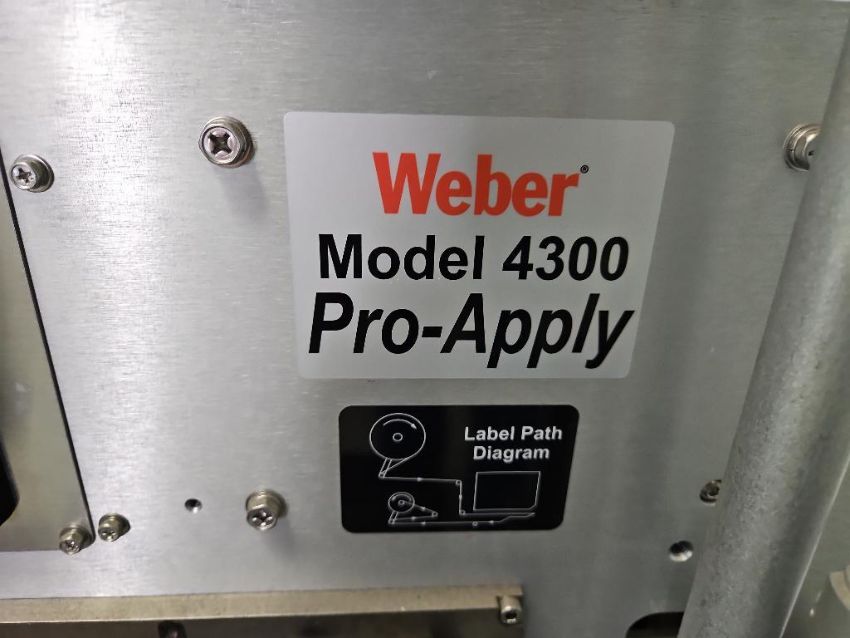 Weber®
Model 4300
Pro-Apply
Label Path
Diagram